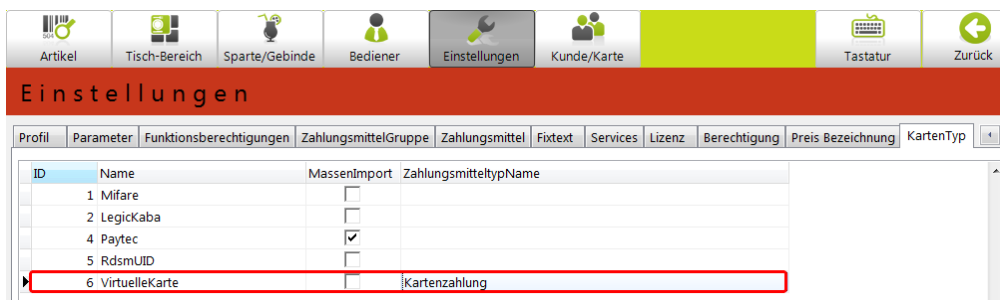 504
Artikel Tisch-Bereich Sparte/Gebinde Bediener Einstellungen Kunde/Karte Tastatur Zurück
Einstellungen
Profil Parameter Funktionsberechtigungen ZahlungsmittelGruppe Zahlungsmittel Fixtext Services Lizenz Berechtigung Preis Bezeichnung KartenTyp
ID Name MassenImport ZahlungsmitteltypName
1 Mifare
2 LegicKaba
4 Paytec
5 RdsmUID
6 VirtuelleKarte Kartenzahlung